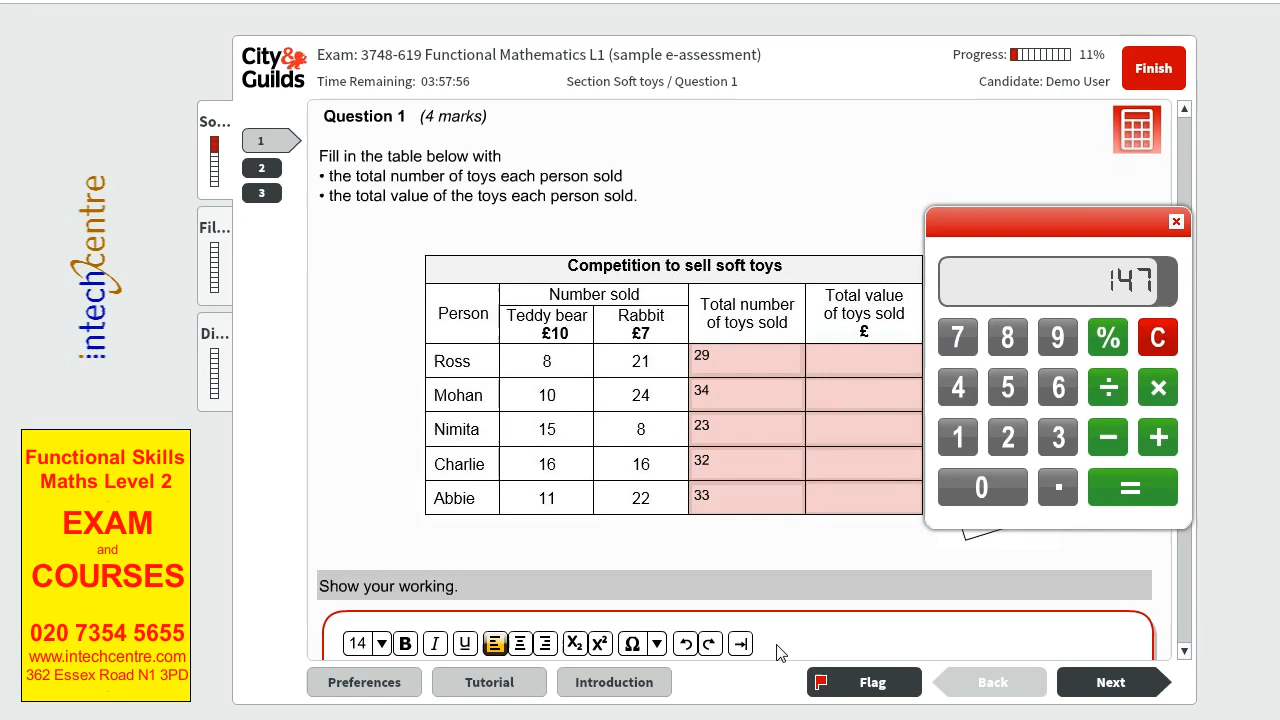 City&
Guilds
Exam: 3748-619 Functional Mathematics L1 (sample e-assessment)
Time Remaining: 03:57:56
Section Soft toys / Question 1
Progress:
11%
Candidate: Demo User
Finish
So...
Fil...
Di...
1
2
3
Question 1 (4 marks)
Fill in the table below with
• the total number of toys each person sold
• the total value of the toys each person sold.
Competition to sell soft toys
Person
Number sold
Teddy bear
£10
Rabbit
£7
Total number
of toys sold
Total value
of toys sold
£
Ross 8 21 29
Mohan 10 24 34
Nimita 15 8 23
Charlie 16 16 32
Abbie 11 22 33
147
7 8 9 % C
4 5 6 ÷ ×
1 2 3 − +
0 . =
Show your working.
14 B I U X₂ X² Ω
Preferences
Tutorial
Introduction
Flag
Back
Next
intechcentre
Functional Skills
Maths Level 2
EXAM
and
COURSES
020 7354 5655
www.intechcentre.com
362 Essex Road N1 3PD